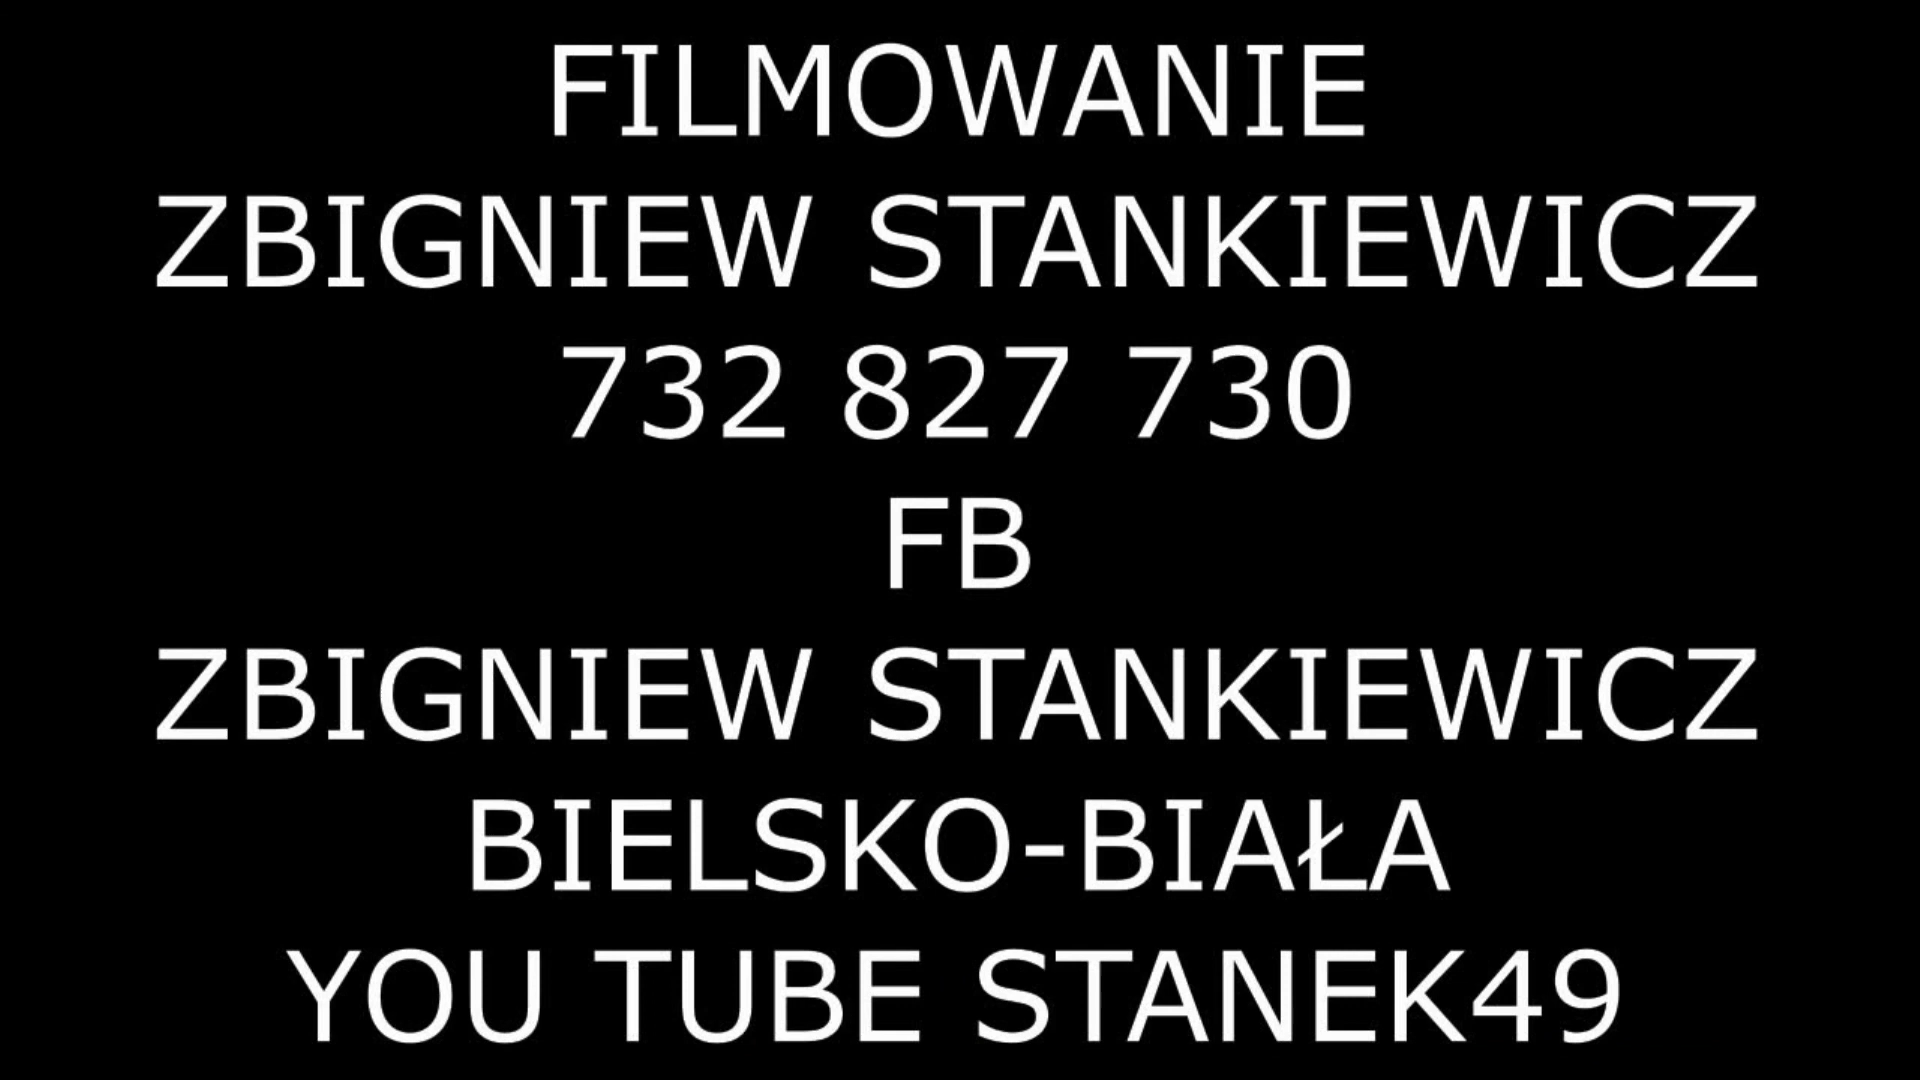 FILMOWANIE
ZBIGNIEW STANKIEWICZ
732 827 730
FB
ZBIGNIEW STANKIEWICZ
BIELSKO-BIAŁA
YOU TUBE STANEK49